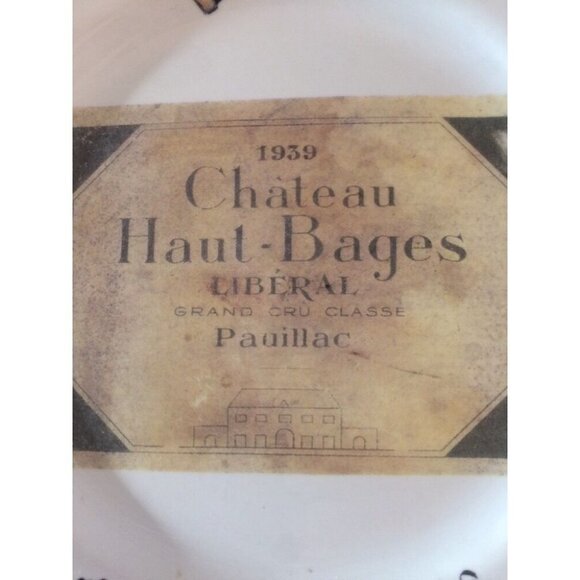 1939
Château
Haut-Bages
LIBÉRAL
GRAND CRU CLASSE
Pauillac